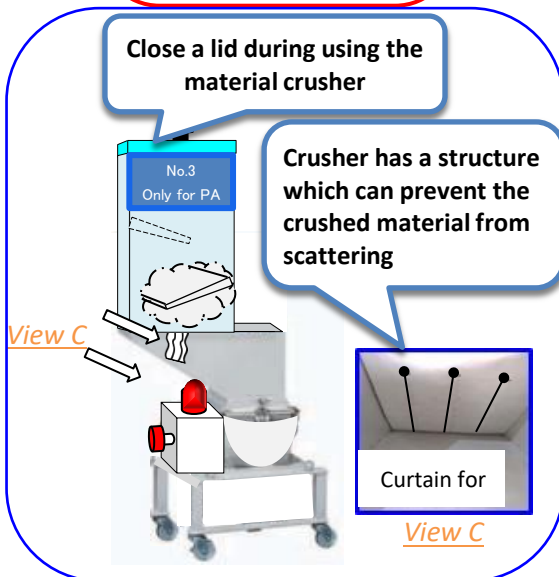 Close a lid during using the
material crusher
No.3
Only for PA
Crusher has a structure
which can prevent the
crushed material from
scattering
View C
Curtain for
View C